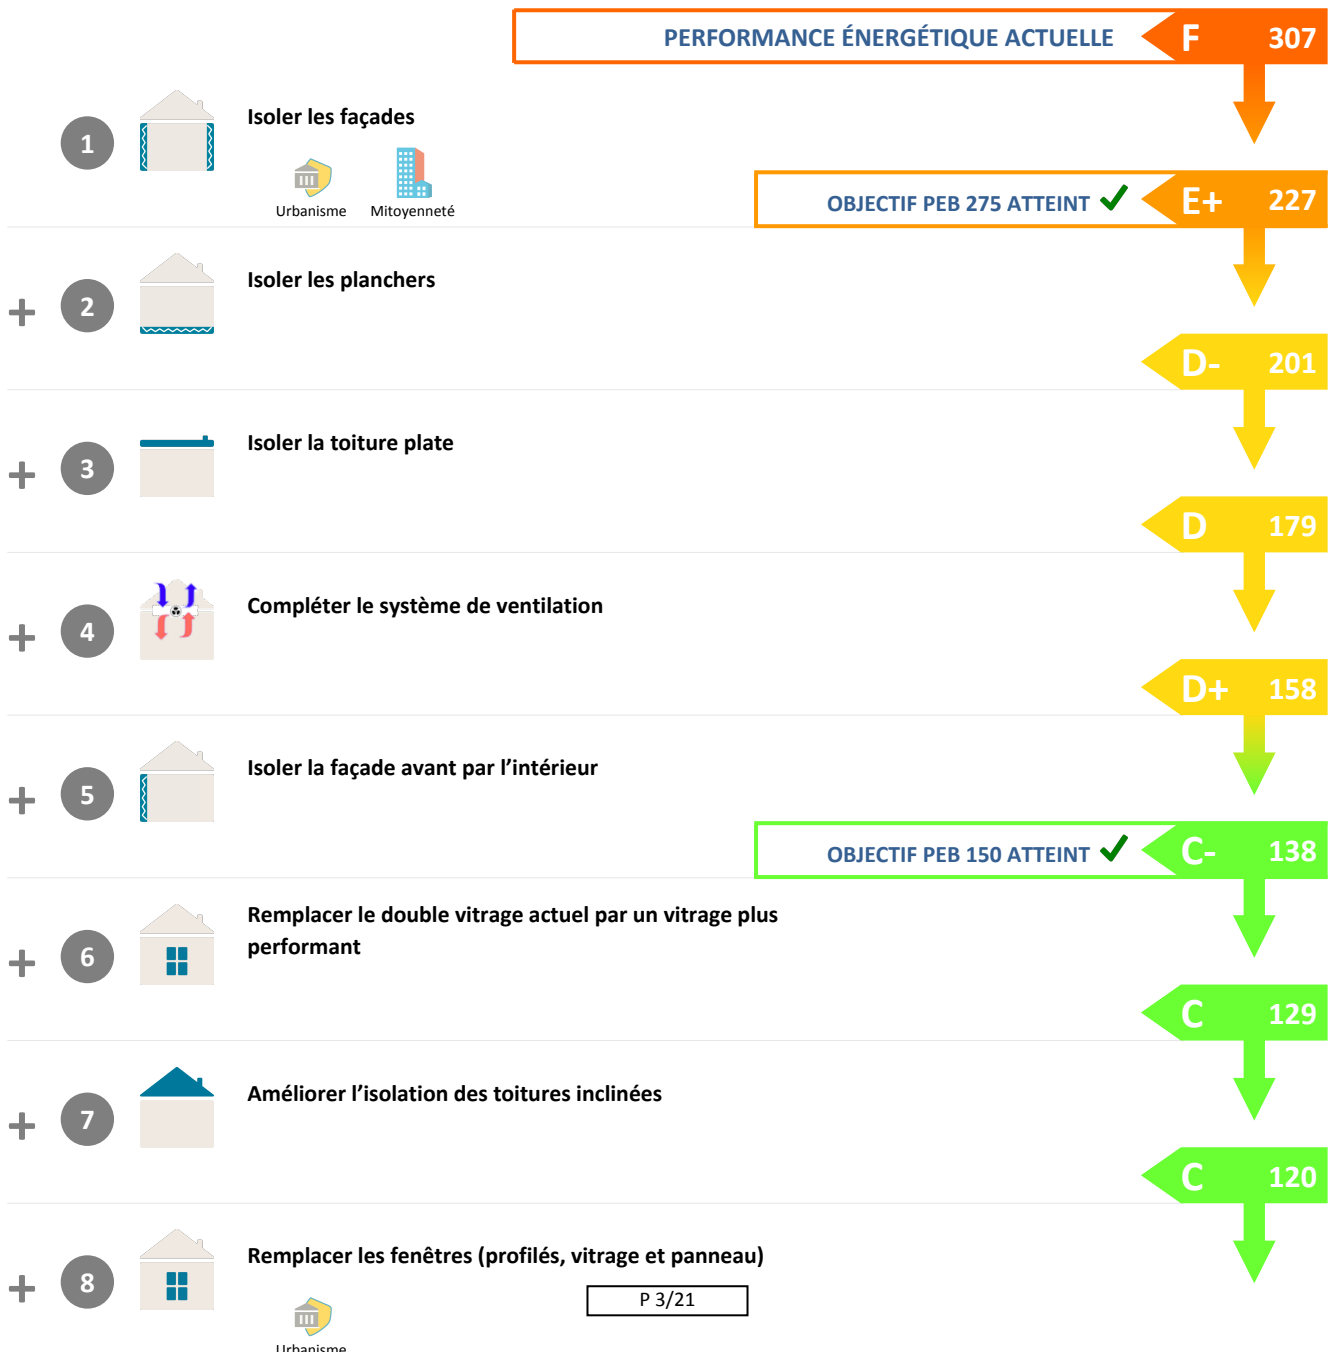 PERFORMANCE ÉNERGÉTIQUE ACTUELLE F 307
1 Isoler les façades
Urbanisme Mitoyenneté
OBJECTIF PEB 275 ATTEINT E+ 227
+ 2 Isoler les planchers
D- 201
+ 3 Isoler la toiture plate
D 179
+ 4 Compléter le système de ventilation
D+ 158
+ 5 Isoler la façade avant par l’intérieur
OBJECTIF PEB 150 ATTEINT C- 138
+ 6 Remplacer le double vitrage actuel par un vitrage plus
performant
C 129
+ 7 Améliorer l’isolation des toitures inclinées
C 120
+ 8 Remplacer les fenêtres (profilés, vitrage et panneau)
P 3/21
Urbanisme